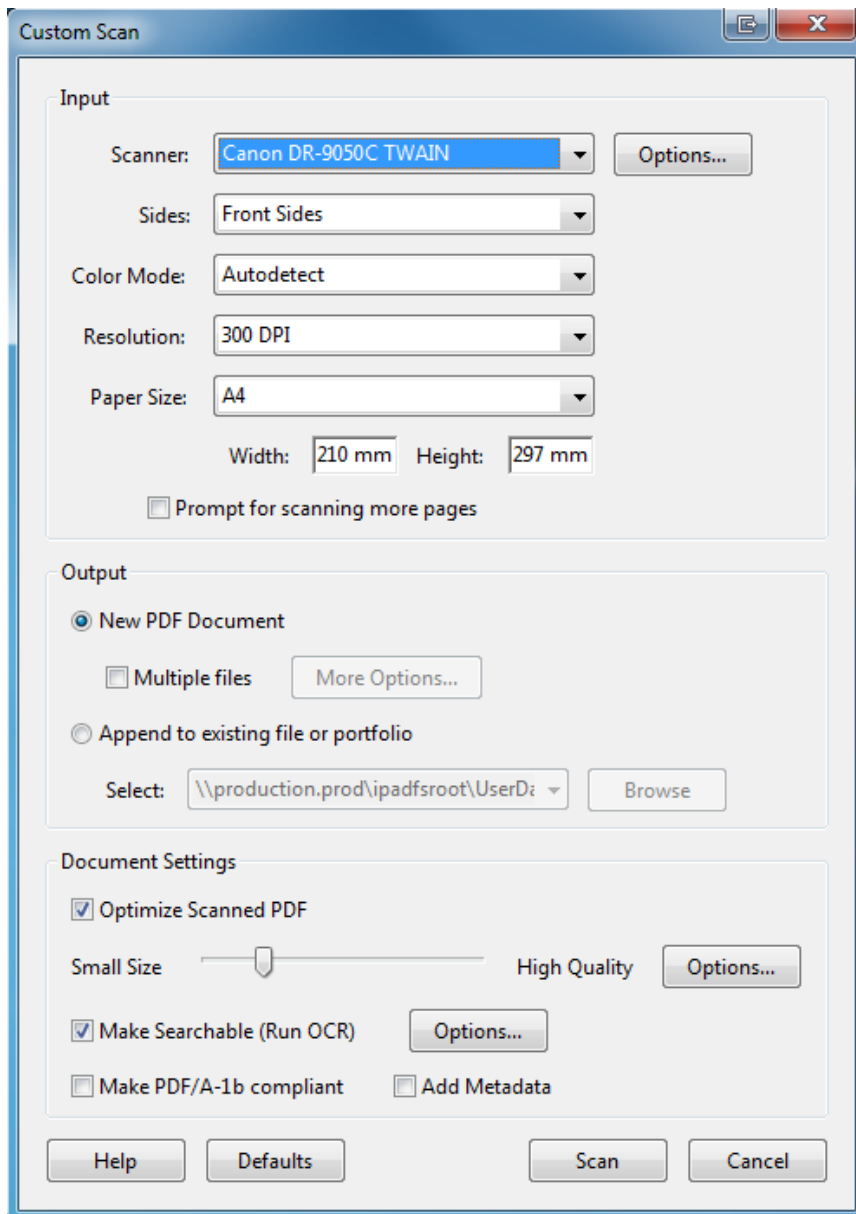 Custom Scan
Input
Scanner: Canon DR-9050C TWAIN Options...
Sides: Front Sides
Color Mode: Autodetect
Resolution: 300 DPI
Paper Size: A4
Width: 210 mm Height: 297 mm
Prompt for scanning more pages
Output
New PDF Document
Multiple files More Options...
Append to existing file or portfolio
Select: \\production.prod\ipadfsroot\UserDa Browse
Document Settings
Optimize Scanned PDF
Small Size High Quality Options...
Make Searchable (Run OCR) Options...
Make PDF/A-1b compliant Add Metadata
Help Defaults Scan Cancel